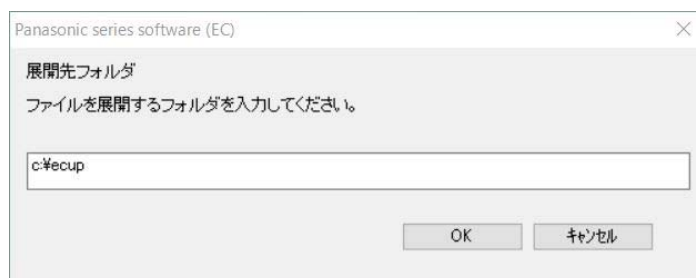 Panasonic series software (EC)
展開先フォルダ
ファイルを展開するフォルダを入力してください。
c:¥ecup
OK キャンセル